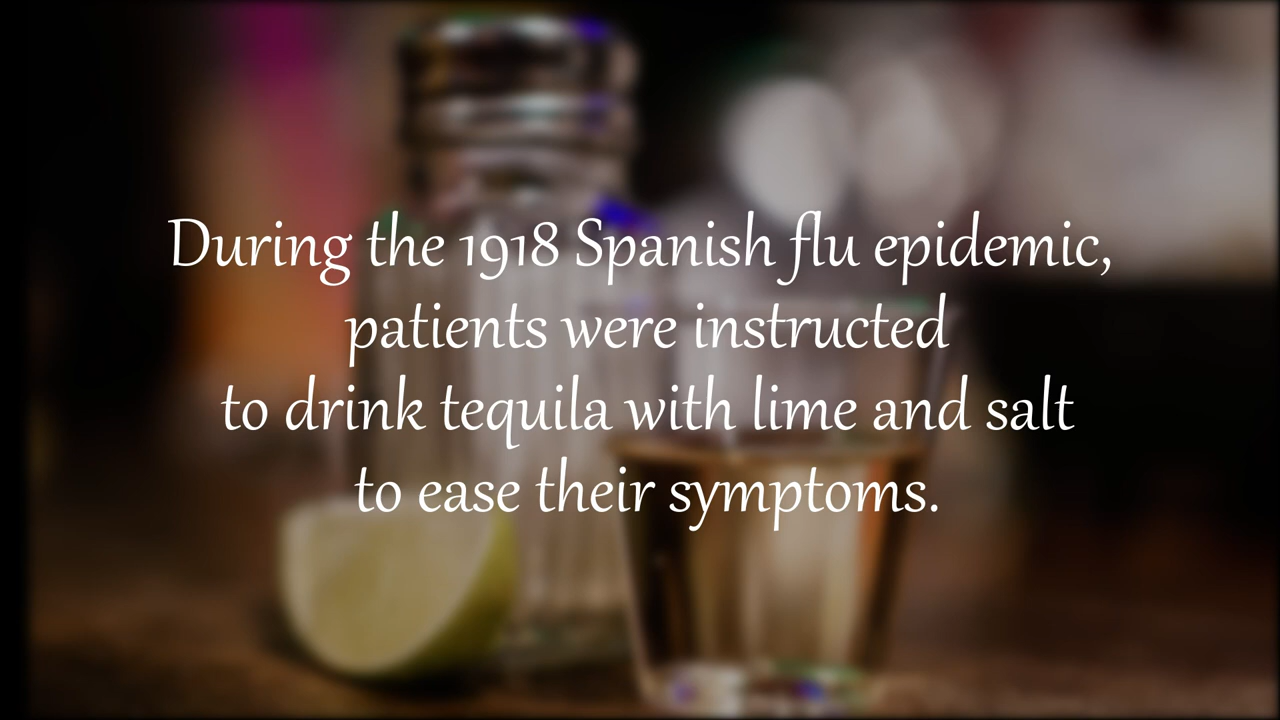 During the 1918 Spanish flu epidemic,
patients were instructed
to drink tequila with lime and salt
to ease their symptoms.